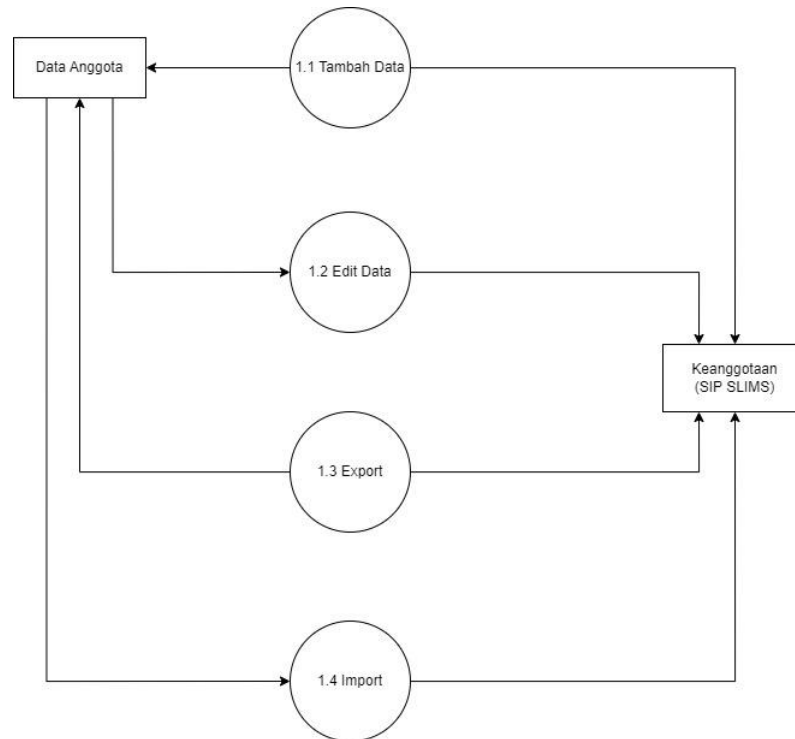 Data Anggota
1.1 Tambah Data
1.2 Edit Data
Keanggotaan
(SIP SLIMS)
1.3 Export
1.4 Import